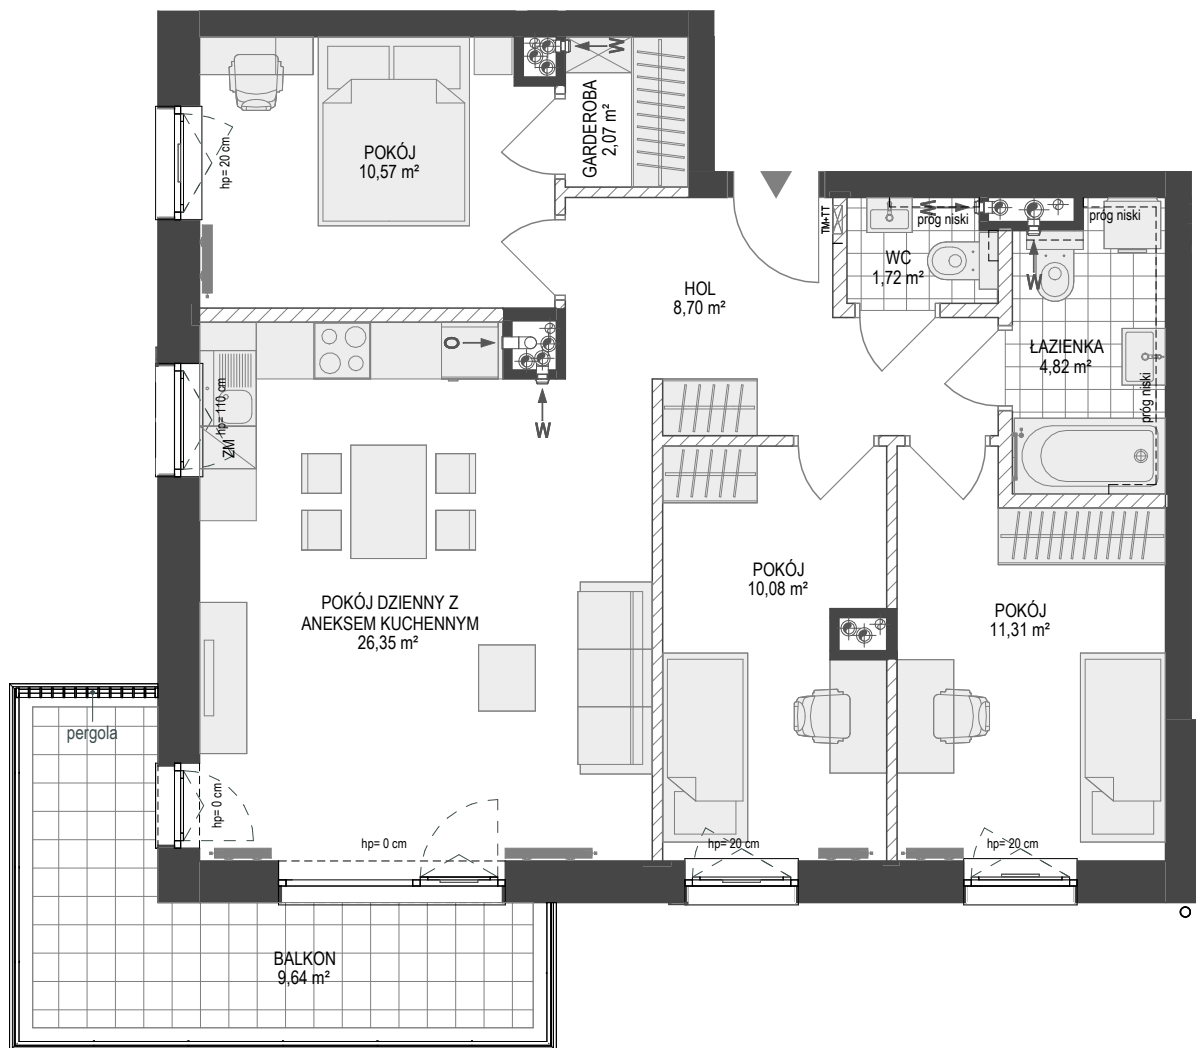 W
GARDEROBA
2,07 m²
POKÓJ
10,57 m²
hp= 20 cm
TM+TT
W
próg niski
próg niski
WC
1,72 m²
W
HOL
8,70 m²
ŁAZIENKA
4,82 m²
próg niski
O
W
hp= 110 cm
ZM
POKÓJ
10,08 m²
POKÓJ DZIENNY Z
ANEKSEM KUCHENNYM
26,35 m²
POKÓJ
11,31 m²
pergola
hp= 0 cm
hp= 0 cm
hp= 20 cm
hp= 20 cm
BALKON
9,64 m²